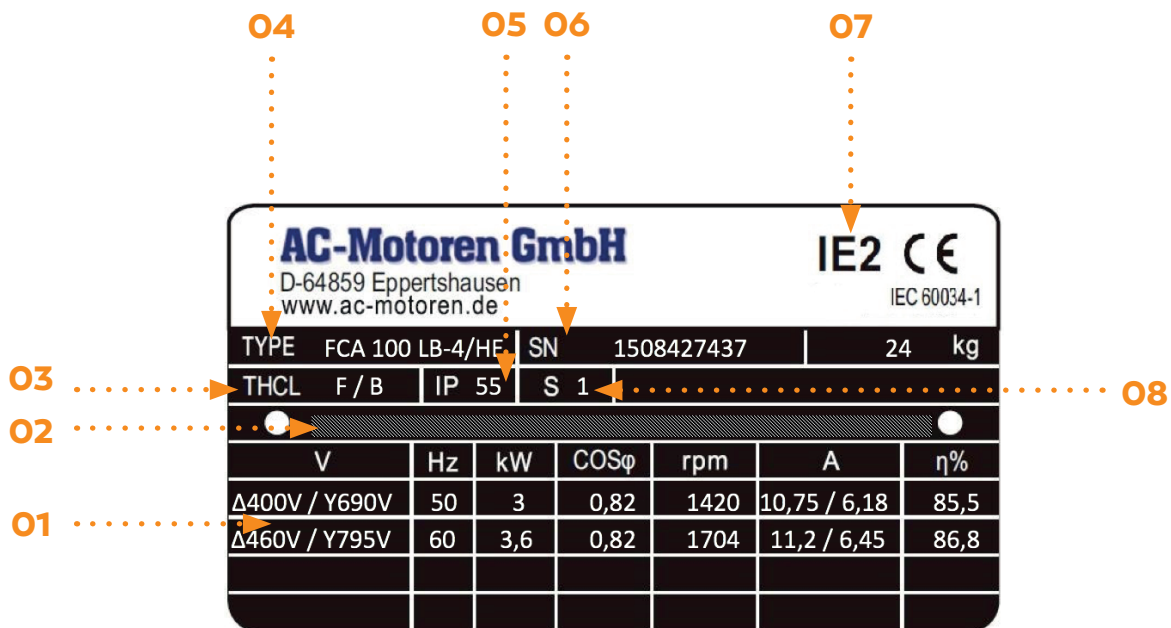 04 05 06 07
AC-Motoren GmbH
D-64859 Eppertshausen
www.ac-motoren.de
IE2 CE
IEC 60034-1
TYPE FCA 100 LB-4/HE SN 1508427437 24 kg
03 THCL F / B IP 55 S 1 08
02
V Hz kW COSφ rpm A η%
Δ400V / Y690V 50 3 0,82 1420 10,75 / 6,18 85,5
01
Δ460V / Y795V 60 3,6 0,82 1704 11,2 / 6,45 86,8